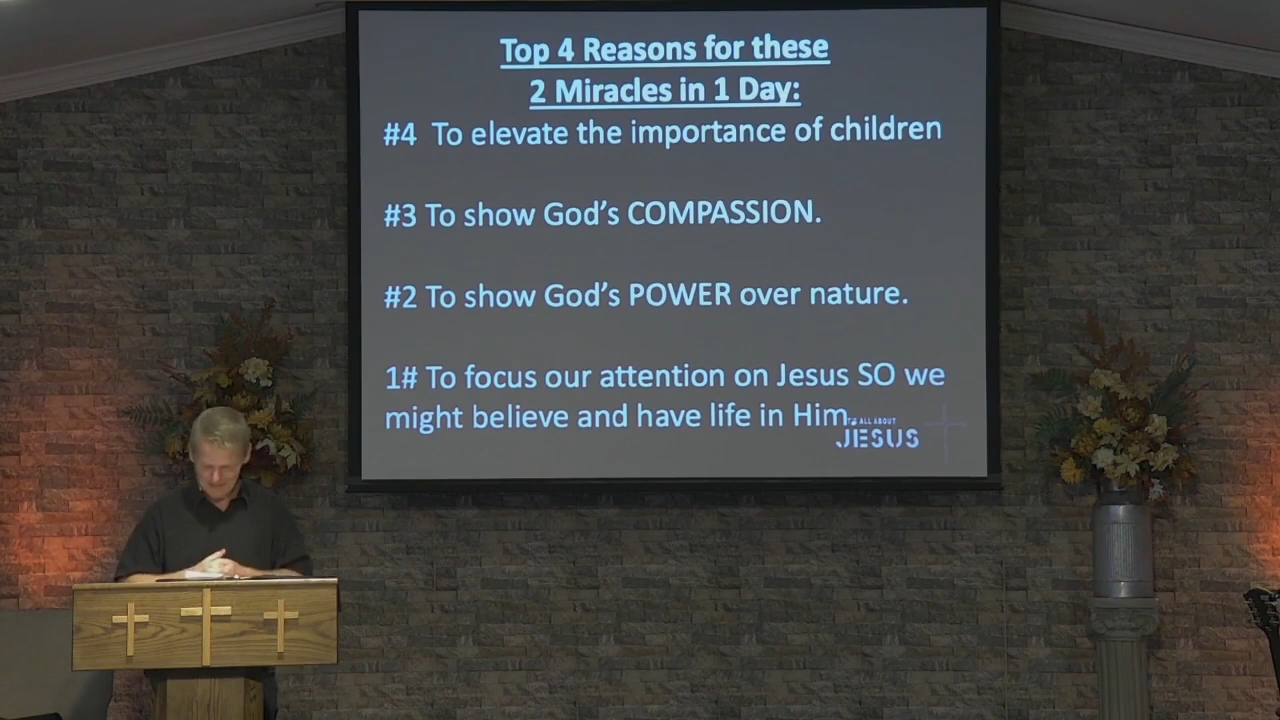 Top 4 Reasons for these
2 Miracles in 1 Day:
#4 To elevate the importance of children
#3 To show God's COMPASSION.
#2 To show God's POWER over nature.
1# To focus our attention on Jesus SO we
might believe and have life in Him.
ALL ABOUT
JESUS